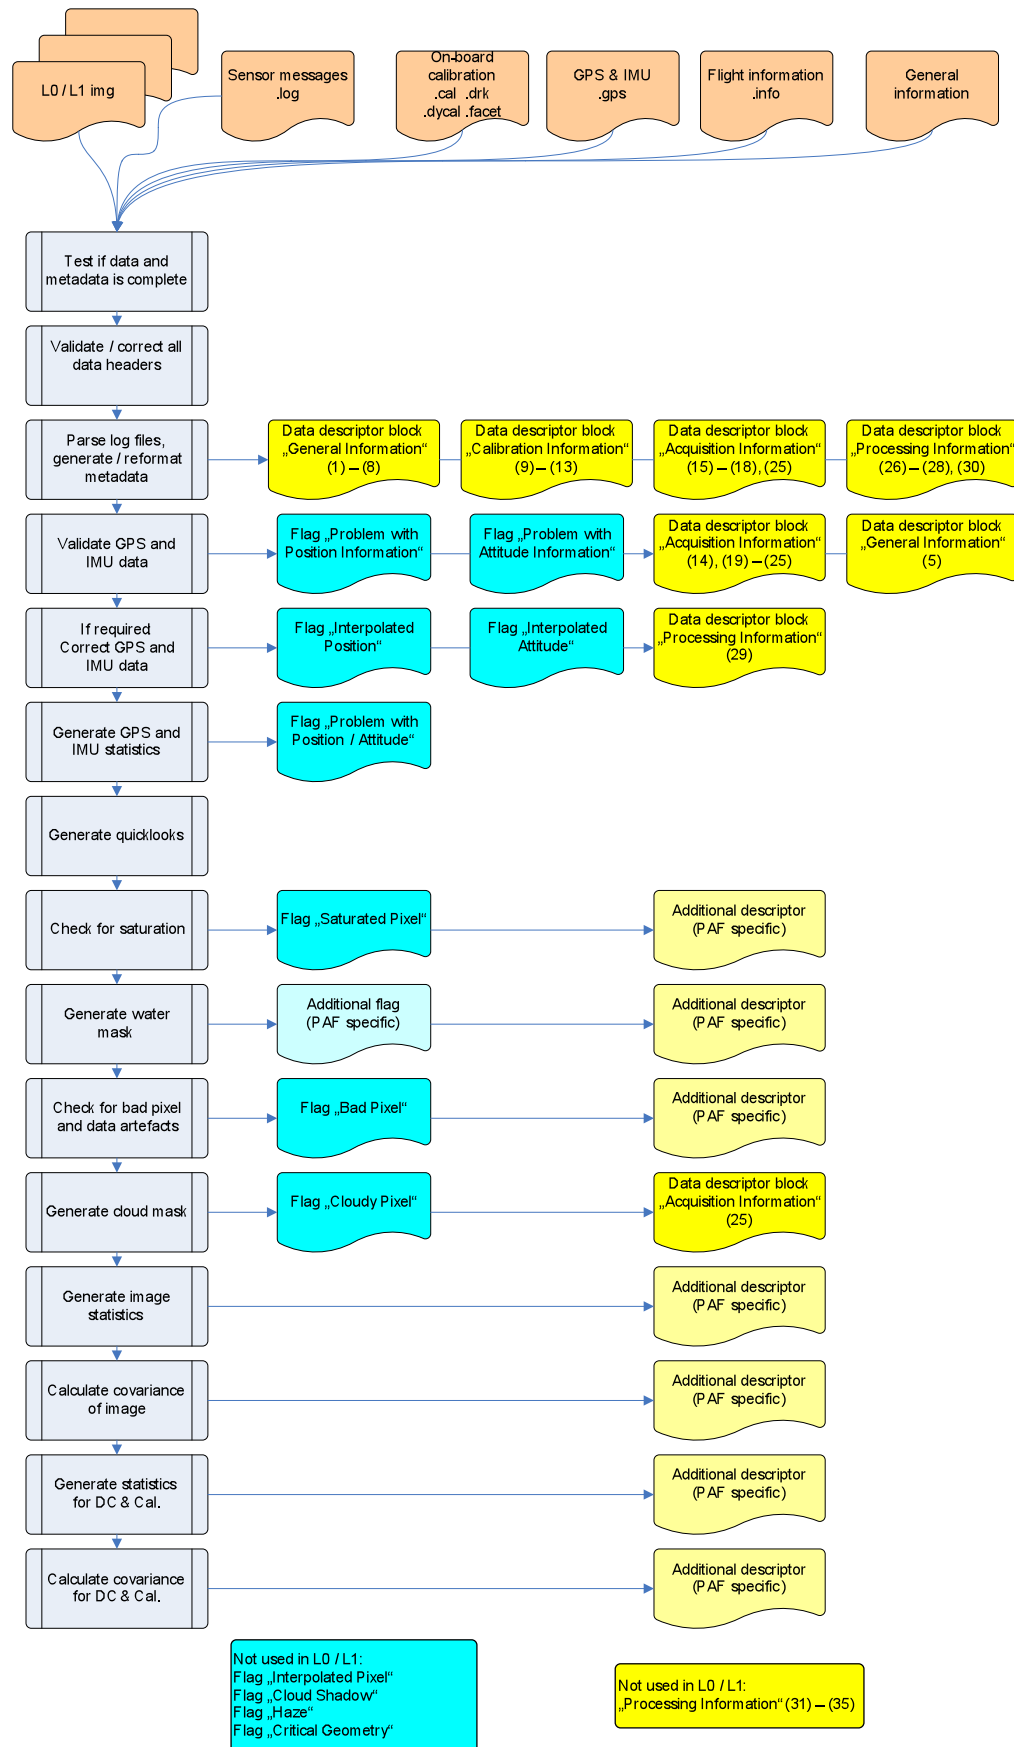 L0 / L1 img
Sensor messages
.log
On-board
calibration
.cal .drk
.dycal .facet
GPS & IMU
.gps
Flight information
.info
General
information
Test if data and
metadata is complete
Validate / correct all
data headers
Parse log files,
generate / reformat
metadata
Data descriptor block
„General Information“
(1) – (8)
Data descriptor block
„Calibration Information“
(9) – (13)
Data descriptor block
„Acquisition Information“
(15) – (18), (25)
Data descriptor block
„Processing Information“
(26) – (28), (30)
Validate GPS and
IMU data
Flag „Problem with
Position Information“
Flag „Problem with
Attitude Information“
Data descriptor block
„Acquisition Information“
(14), (19) – (25)
Data descriptor block
„General Information“
(5)
If required:
Correct GPS and
IMU data
Flag „Interpolated
Position“
Flag „Interpolated
Attitude“
Data descriptor block
„Processing Information“
(29)
Generate GPS and
IMU statistics
Flag „Problem with
Position / Attitude“
Generate quicklooks
Check for saturation
Flag „Saturated Pixel“
Additional descriptor
(PAF specific)
Generate water
mask
Additional flag
(PAF specific)
Additional descriptor
(PAF specific)
Check for bad pixel
and data artefacts
Flag „Bad Pixel“
Additional descriptor
(PAF specific)
Generate cloud mask
Flag „Cloudy Pixel“
Data descriptor block
„Acquisition Information“
(25)
Generate image
statistics
Additional descriptor
(PAF specific)
Calculate covariance
of image
Additional descriptor
(PAF specific)
Generate statistics
for DC & Cal.
Additional descriptor
(PAF specific)
Calculate covariance
for DC & Cal.
Additional descriptor
(PAF specific)
Not used in L0 / L1:
Flag „Interpolated Pixel“
Flag „Cloud Shadow“
Flag „Haze“
Flag „Critical Geometry“
Not used in L0 / L1:
„Processing Information“ (31) – (35)